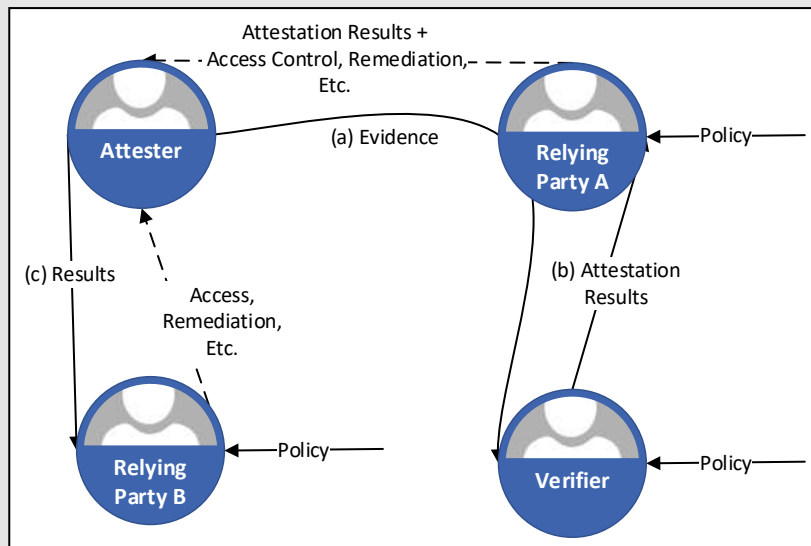 Attestation Results +
Access Control, Remediation,
Etc.
Attester
(a) Evidence
Relying
Party A
Policy
(c) Results
Access,
Remediation,
Etc.
(b) Attestation
Results
Relying
Party B
Policy
Verifier
Policy